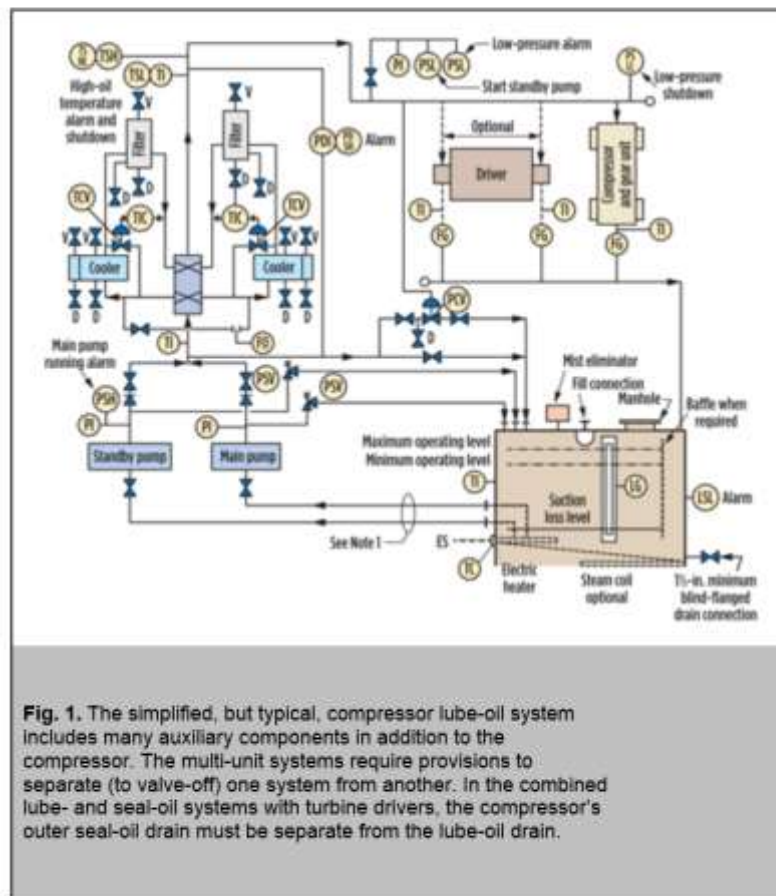 TSH
TSL TI
High-oil
temperature
alarm and
shutdown
V
V
Filter
Filter
D
D
D
D
TCV
TIC
TIC
TCV
V
V
V
V
Cooler
Cooler
D
D
D
D
TI
FO
PDI
Alarm
PI
PSL
PSL
Low-pressure alarm
Start standby pump
Low-pressure
shutdown
Optional
Driver
Compressor
and gear unit
TI
TI
TI
FG
FG
FG
PCV
D
Main pump
running alarm
PSH
PI
PI
PSV
PSV
Standby pump
Main pump
See Note 1
Mist eliminator
Fill connection
Manhole
Baffle when
required
Maximum operating level
Minimum operating level
TI
LG
LSL Alarm
Suction
loss level
ES
TC
Electric
heater
Steam coil
optional
1½-in. minimum
blind-flanged
drain connection
Fig. 1. The simplified, but typical, compressor lube-oil system
includes many auxiliary components in addition to the
compressor. The multi-unit systems require provisions to
separate (to valve-off) one system from another. In the combined
lube- and seal-oil systems with turbine drivers, the compressor's
outer seal-oil drain must be separate from the lube-oil drain.